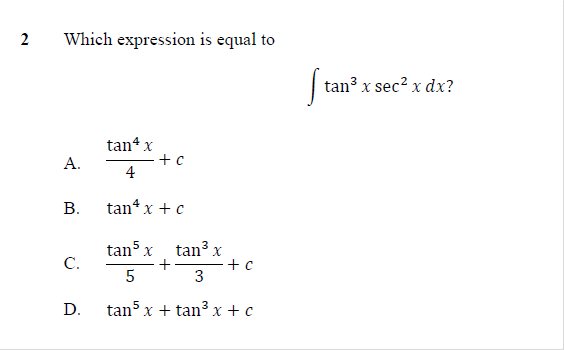 2 Which expression is equal to
∫ tan³ x sec² x dx?
A. tan⁴ x / 4 + c
B. tan⁴ x + c
C. tan⁵ x / 5 + tan³ x / 3 + c
D. tan⁵ x + tan³ x + c